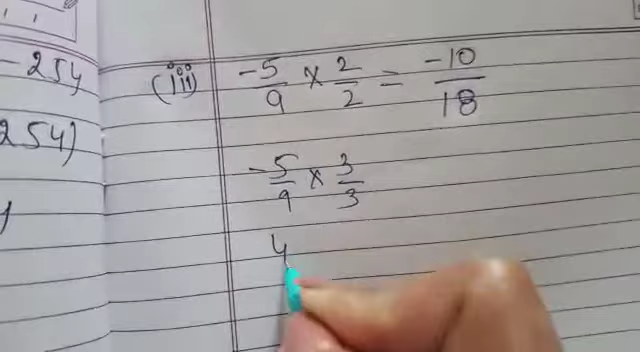 -254
254)
(iii) -5/9 × 2/2 = -10/18
-5/9 × 3/3
4